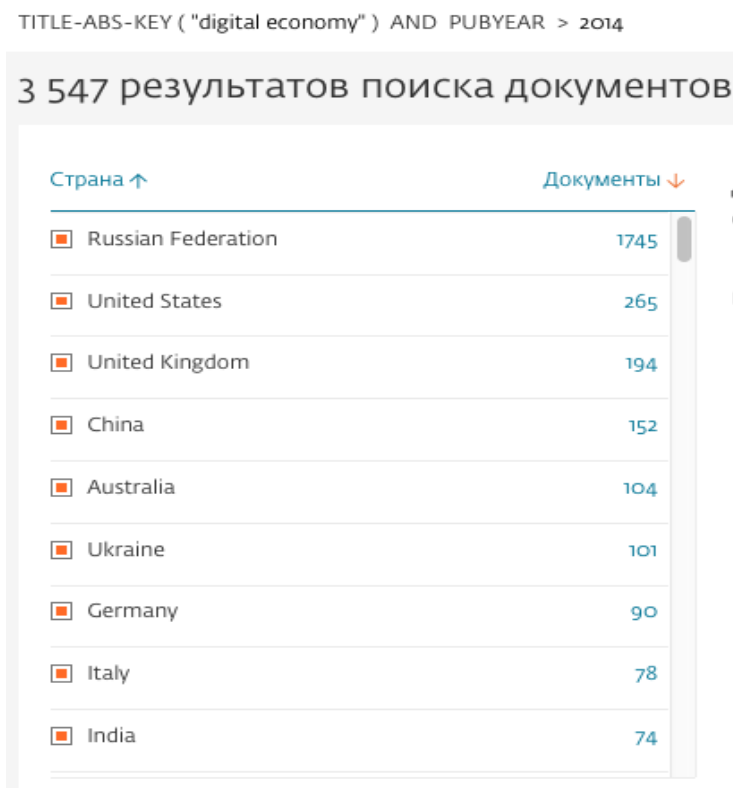 TITLE-ABS-KEY ( "digital economy" ) AND PUBYEAR > 2014
3 547 результатов поиска документов
Страна ↑ Документы ↓
Russian Federation 1745
United States 265
United Kingdom 194
China 152
Australia 104
Ukraine 101
Germany 90
Italy 78
India 74